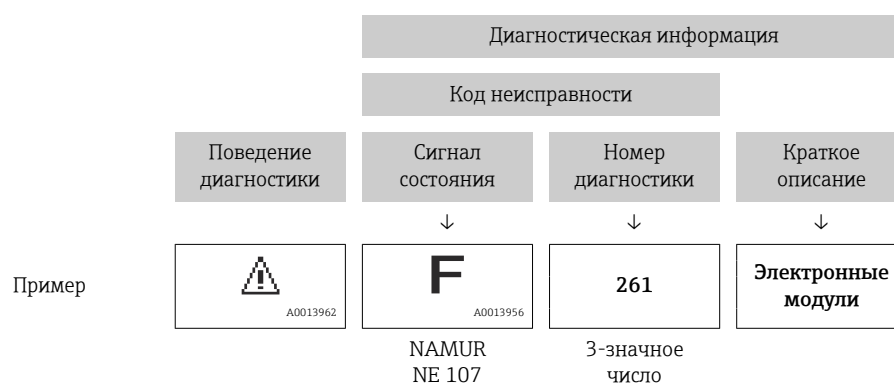 Диагностическая информация
Код неисправности
Поведение
диагностики
Сигнал
состояния
Номер
диагностики
Краткое
описание
↓ ↓ ↓
Пример
A0013962
F
A0013956
261
Электронные
модули
NAMUR
NE 107
3-значное
число